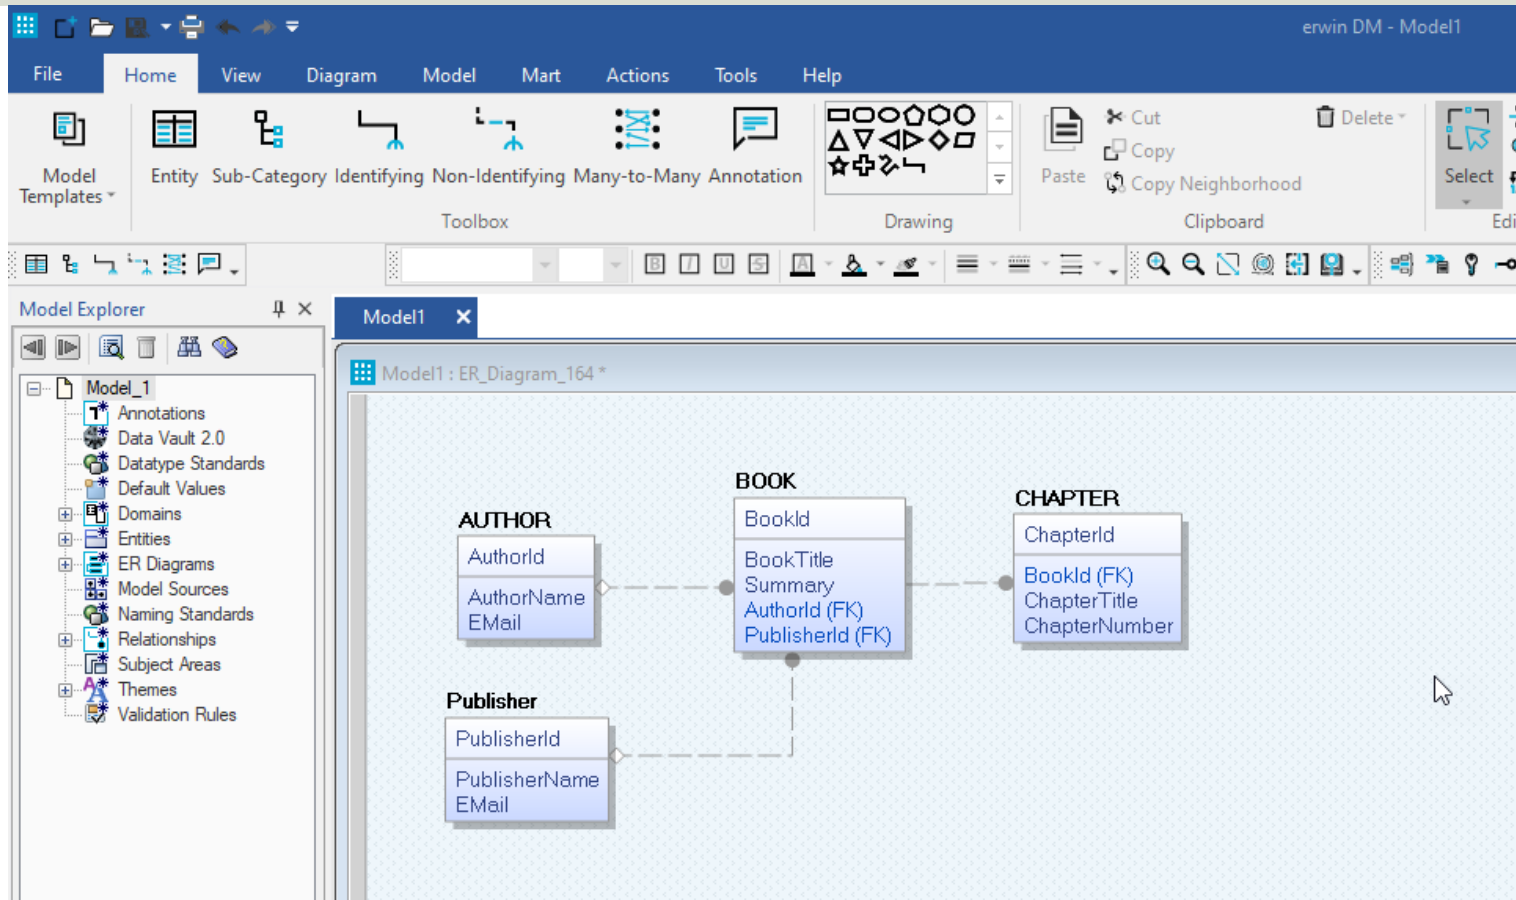 erwin DM - Model1
File Home View Diagram Model Mart Actions Tools Help
Model Templates
Entity Sub-Category Identifying Non-Identifying Many-to-Many Annotation
Toolbox
Drawing
Paste
Cut
Copy
Copy Neighborhood
Clipboard
Delete
Select
Edi
B I U S A
Model Explorer
Model1
Model1 : ER_Diagram_164 *
Model_1
Annotations
Data Vault 2.0
Datatype Standards
Default Values
Domains
Entities
ER Diagrams
Model Sources
Naming Standards
Relationships
Subject Areas
Themes
Validation Rules
AUTHOR
AuthorId
AuthorName
EMail
BOOK
BookId
BookTitle
Summary
AuthorId (FK)
PublisherId (FK)
CHAPTER
ChapterId
BookId (FK)
ChapterTitle
ChapterNumber
Publisher
PublisherId
PublisherName
EMail